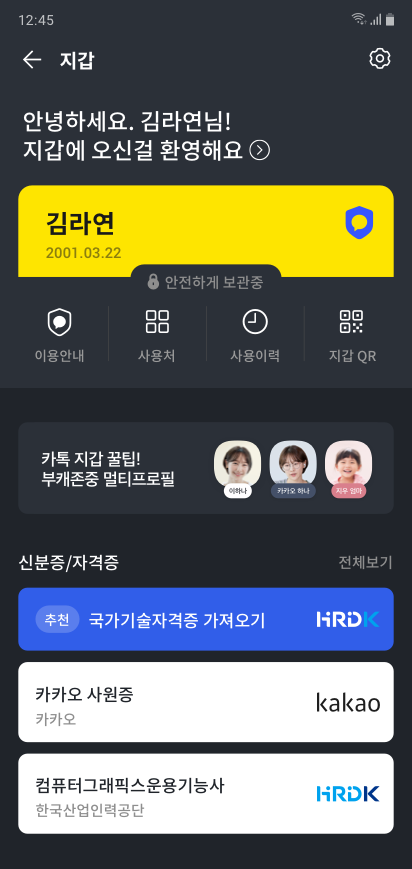 12:45
지갑
안녕하세요. 김라연님!
지갑에 오신걸 환영해요
김라연
2001.03.22
안전하게 보관중
이용안내
사용처
사용이력
지갑 QR
카톡 지갑 꿀팁!
부캐존중 멀티프로필
이하나
카카오 하나
지우 엄마
신분증/자격증
전체보기
추천
국가기술자격증 가져오기
HRDK
카카오 사원증
카카오
kakao
컴퓨터그래픽스운용기능사
한국산업인력공단
HRDK